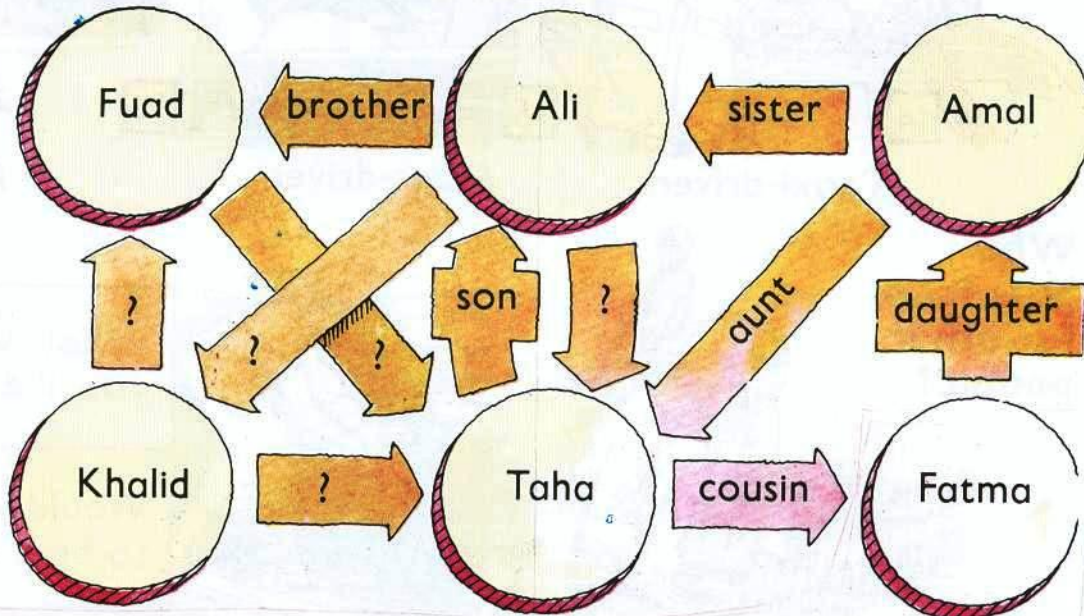 Fuad
brother
Ali
sister
Amal
?
?
?
son
?
aunt
daughter
Khalid
?
Taha
cousin
Fatma